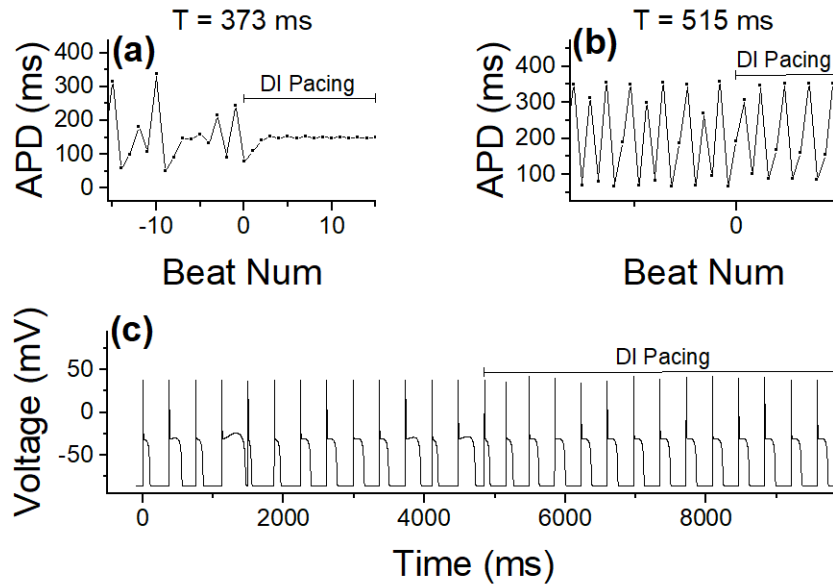 T = 373 ms
T = 515 ms
(a)
(b)
DI Pacing
DI Pacing
APD (ms)
400
300
200
100
0
-10
0
10
Beat Num
APD (ms)
400
300
200
100
0
Beat Num
(c)
DI Pacing
Voltage (mV)
50
0
-50
0
2000
4000
6000
8000
Time (ms)